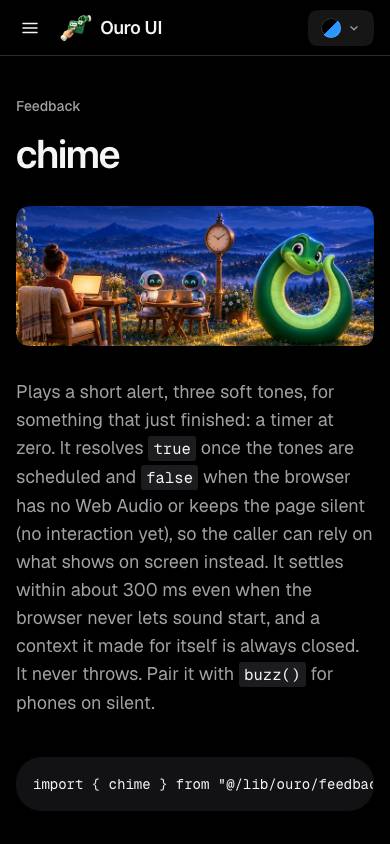 Ouro UI
Feedback
chime
Plays a short alert, three soft tones, for
something that just finished: a timer at
zero. It resolves true once the tones are
scheduled and false when the browser
has no Web Audio or keeps the page silent
(no interaction yet), so the caller can rely on
what shows on screen instead. It settles
within about 300 ms even when the
browser never lets sound start, and a
context it made for itself is always closed.
It never throws. Pair it with buzz() for
phones on silent.
import { chime } from "@/lib/ouro/feedbac